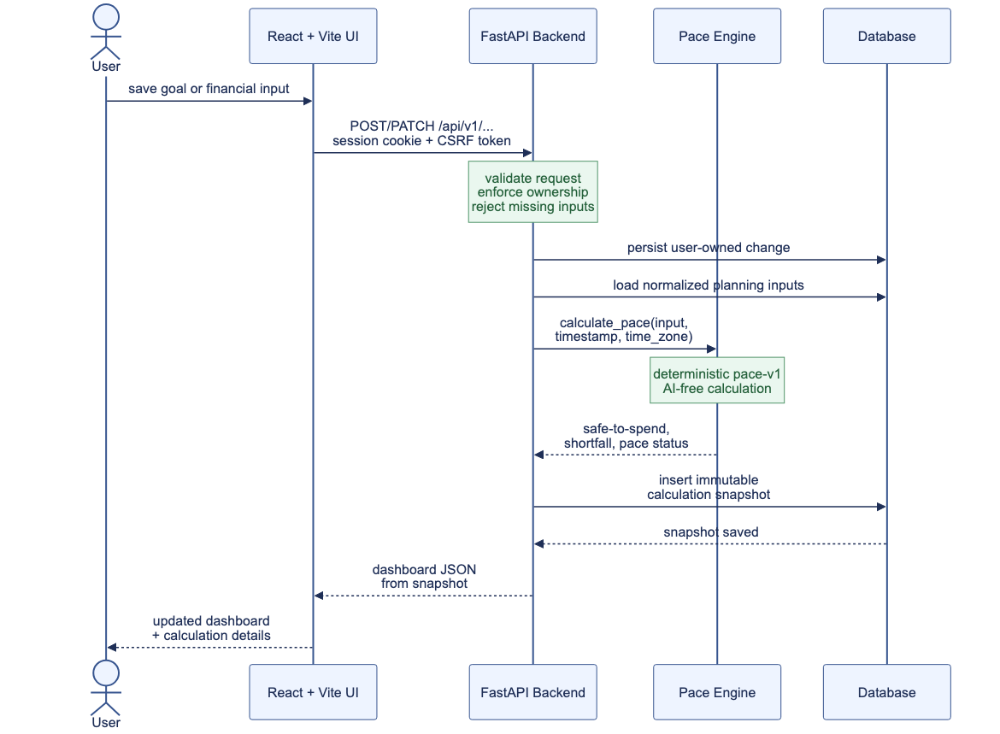 User
React + Vite UI
FastAPI Backend
Pace Engine
Database
save goal or financial input
POST/PATCH /api/v1/...
session cookie + CSRF token
validate request
enforce ownership
reject missing inputs
persist user-owned change
load normalized planning inputs
calculate_pace(input,
timestamp, time_zone)
deterministic pace-v1
AI-free calculation
safe-to-spend,
shortfall, pace status
insert immutable
calculation snapshot
snapshot saved
dashboard JSON
from snapshot
updated dashboard
+ calculation details
User
React + Vite UI
FastAPI Backend
Pace Engine
Database